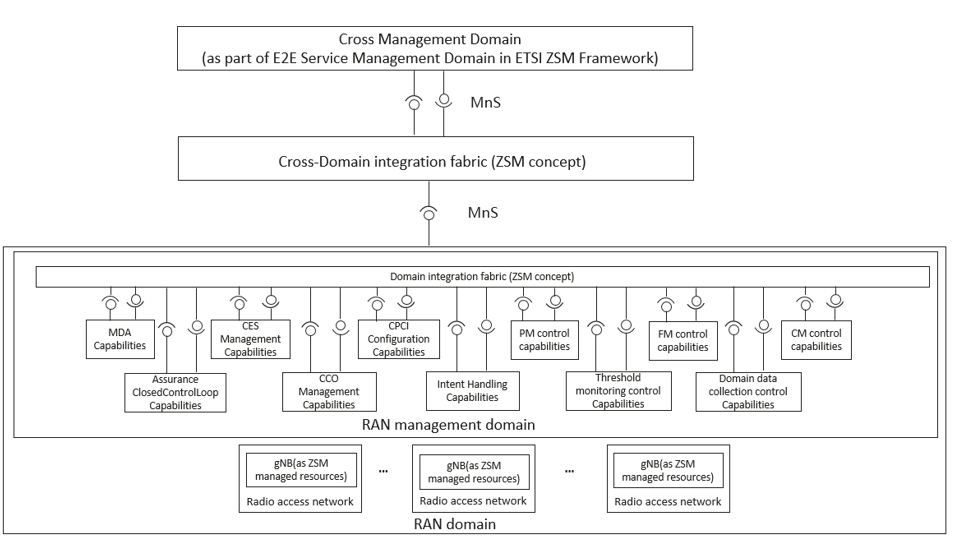 Cross Management Domain
(as part of E2E Service Management Domain in ETSI ZSM Framework)
MnS
Cross-Domain integration fabric (ZSM concept)
MnS
Domain integration fabric (ZSM concept)
MDA
Capabilities
CES
Management
Capabilities
CPCI
Configuration
Capabilities
PM control
capabilities
FM control
capabilities
CM control
capabilities
Assurance
ClosedControlLoop
Capabilities
CCO
Management
Capabilities
Intent Handling
Capabilities
Threshold
monitoring control
Capabilities
Domain data
collection control
Capabilities
RAN management domain
gNB(as ZSM
managed resources)
Radio access network
...
gNB(as ZSM
managed resources)
Radio access network
...
gNB(as ZSM
managed resources)
Radio access network
RAN domain